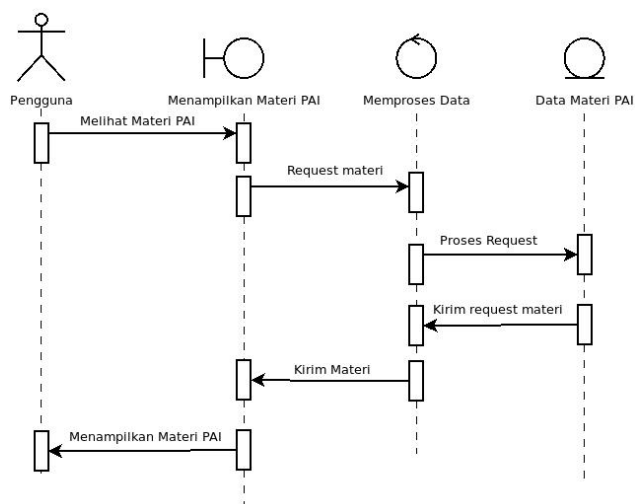 Pengguna
Menampilkan Materi PAI
Memproses Data
Data Materi PAI
Melihat Materi PAI
Request materi
Proses Request
Kirim request materi
Kirim Materi
Menampilkan Materi PAI